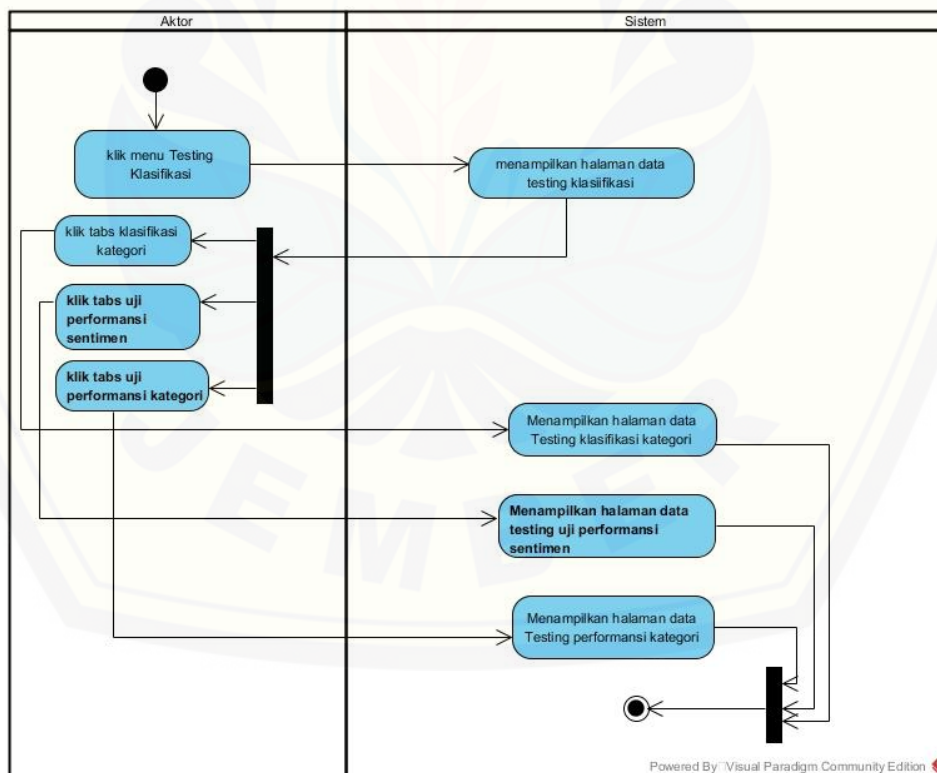 Aktor
Sistem
klik menu Testing
Klasifikasi
menampilkan halaman data
testing klasiifikasi
klik tabs klasifikasi
kategori
klik tabs uji
performansi
sentimen
klik tabs uji
performansi kategori
Menampilkan halaman data
Testing klasifikasi kategori
Menampilkan halaman data
testing uji performansi
sentimen
Menampilkan halaman data
Testing performansi kategori
JEMBER
Powered By Visual Paradigm Community Edition